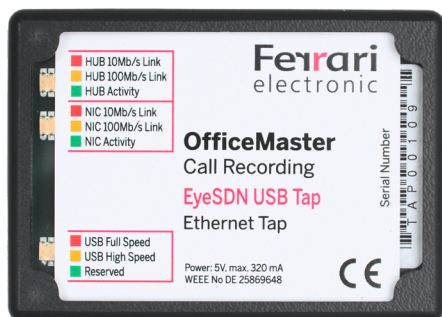 HUB 10Mb/s Link
HUB 100Mb/s Link
HUB Activity
NIC 10Mb/s Link
NIC 100Mb/s Link
NIC Activity
USB Full Speed
USB High Speed
Reserved
Ferrari
electronic
OfficeMaster
Call Recording
EyeSDN USB Tap
Ethernet Tap
Power: 5V, max. 320 mA
WEEE No DE 25869648
CE
Serial Number
TAP00109